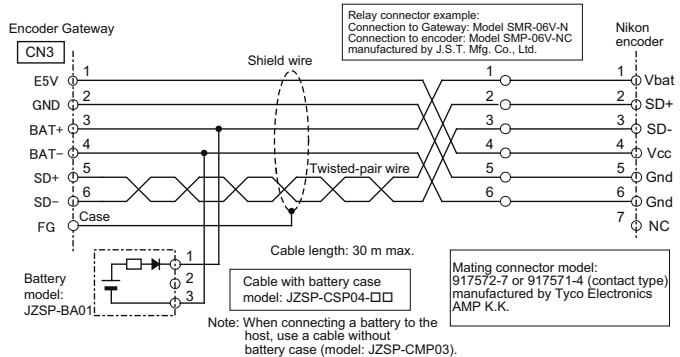 Encoder Gateway
CN3
Relay connector example:
Connection to Gateway: Model SMR-06V-N
Connection to encoder: Model SMP-06V-NC
manufactured by J.S.T. Mfg. Co., Ltd.
Nikon
encoder
Shield wire
E5V 1 1 1 Vbat
GND 2 2 2 SD+
BAT+ 3 3 3 SD-
BAT− 4 4 4 Vcc
SD+ 5 Twisted-pair wire 5 5 Gnd
SD− 6 6 6 Gnd
FG Case 7 NC
Cable length: 30 m max.
Battery
model:
JZSP-BA01
1
2
3
Cable with battery case
model: JZSP-CSP04-□□
Note: When connecting a battery to the
host, use a cable without
battery case (model: JZSP-CMP03).
Mating connector model:
917572-7 or 917571-4 (contact type)
manufactured by Tyco Electronics
AMP K.K.